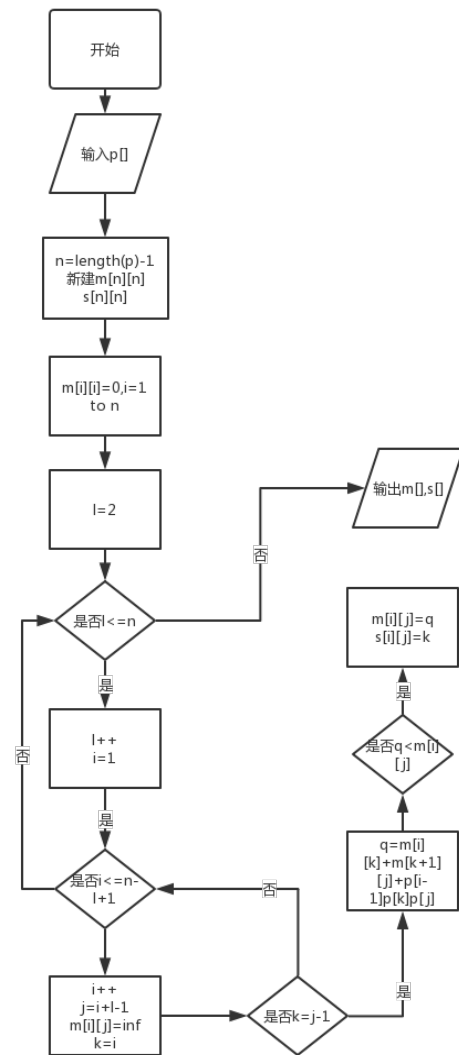 开始
输入p[]
n=length(p)-1
新建m[n][n]
s[n][n]
m[i][i]=0,i=1
to n
l=2
输出m[],s[]
否
是否l<=n
m[i][j]=q
s[i][j]=k
是
是
l++
i=1
否
是否q<m[i]
[j]
是
是否i<=n-
l+1
否
q=m[i]
[k]+m[k+1]
[j]+p[i-
1]p[k]p[j]
i++
j=i+l-1
m[i][j]=inf
k=i
是否k=j-1
是